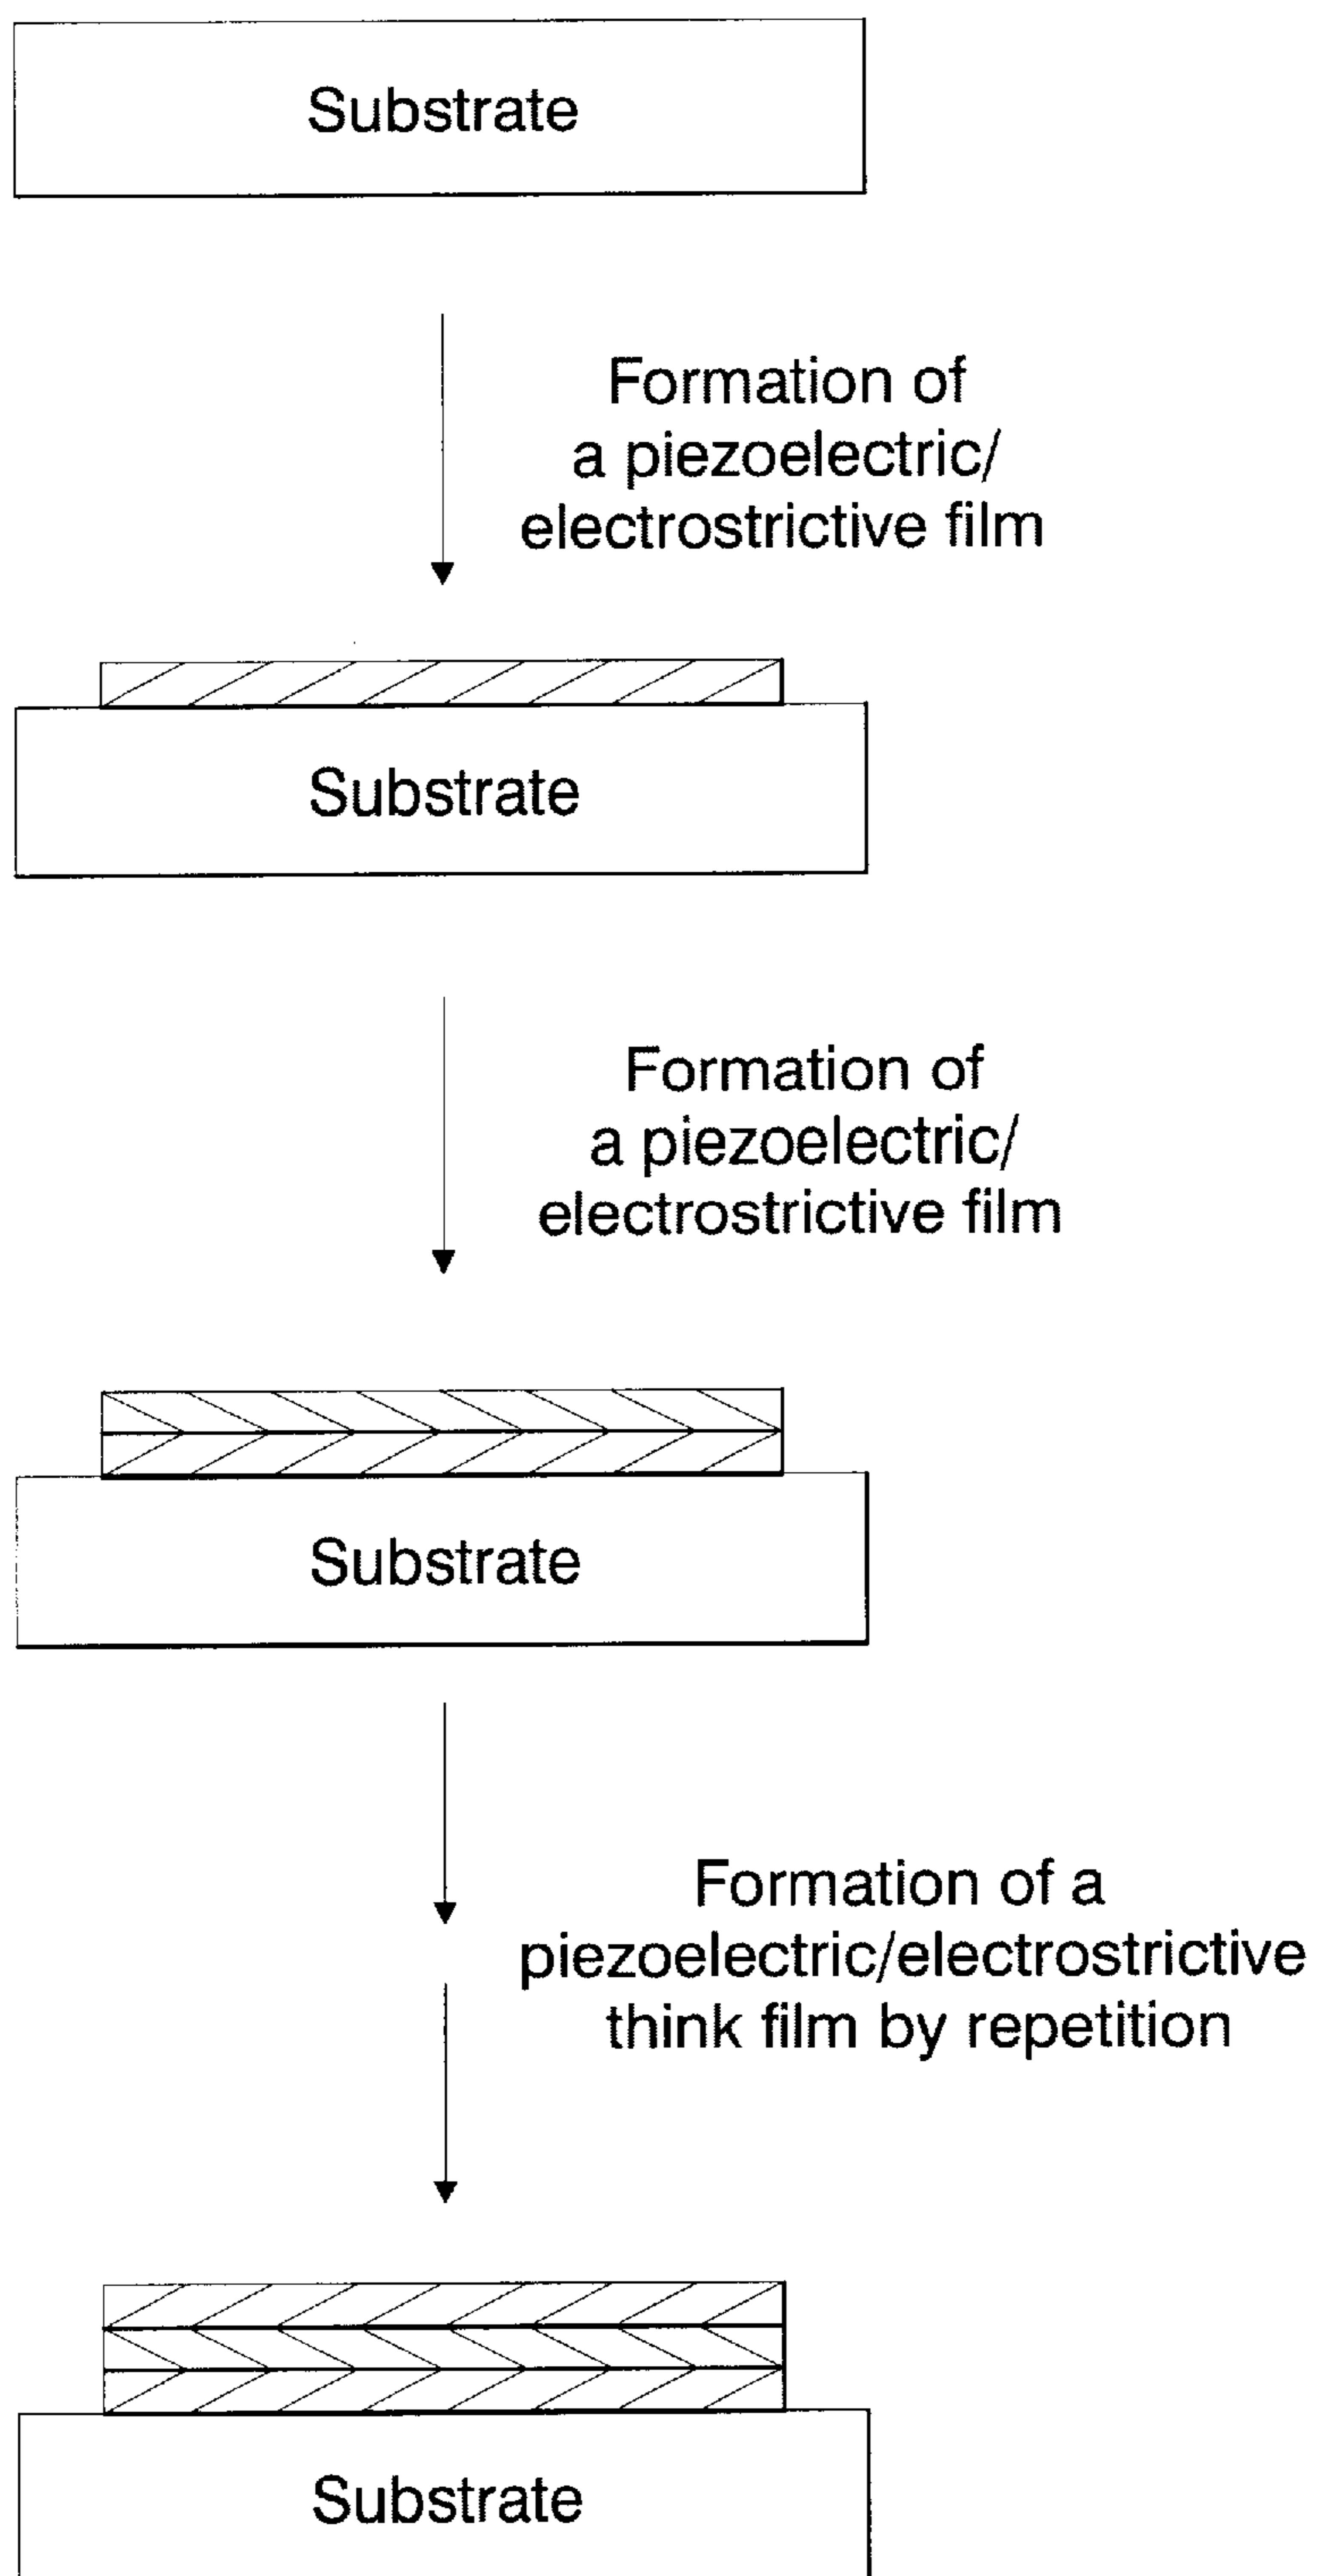 Substrate
Formation of
a piezoelectric/
electrostrictive film
Substrate
Formation of
a piezoelectric/
electrostrictive film
Substrate
Formation of a
piezoelectric/electrostrictive
think film by repetition
Substrate